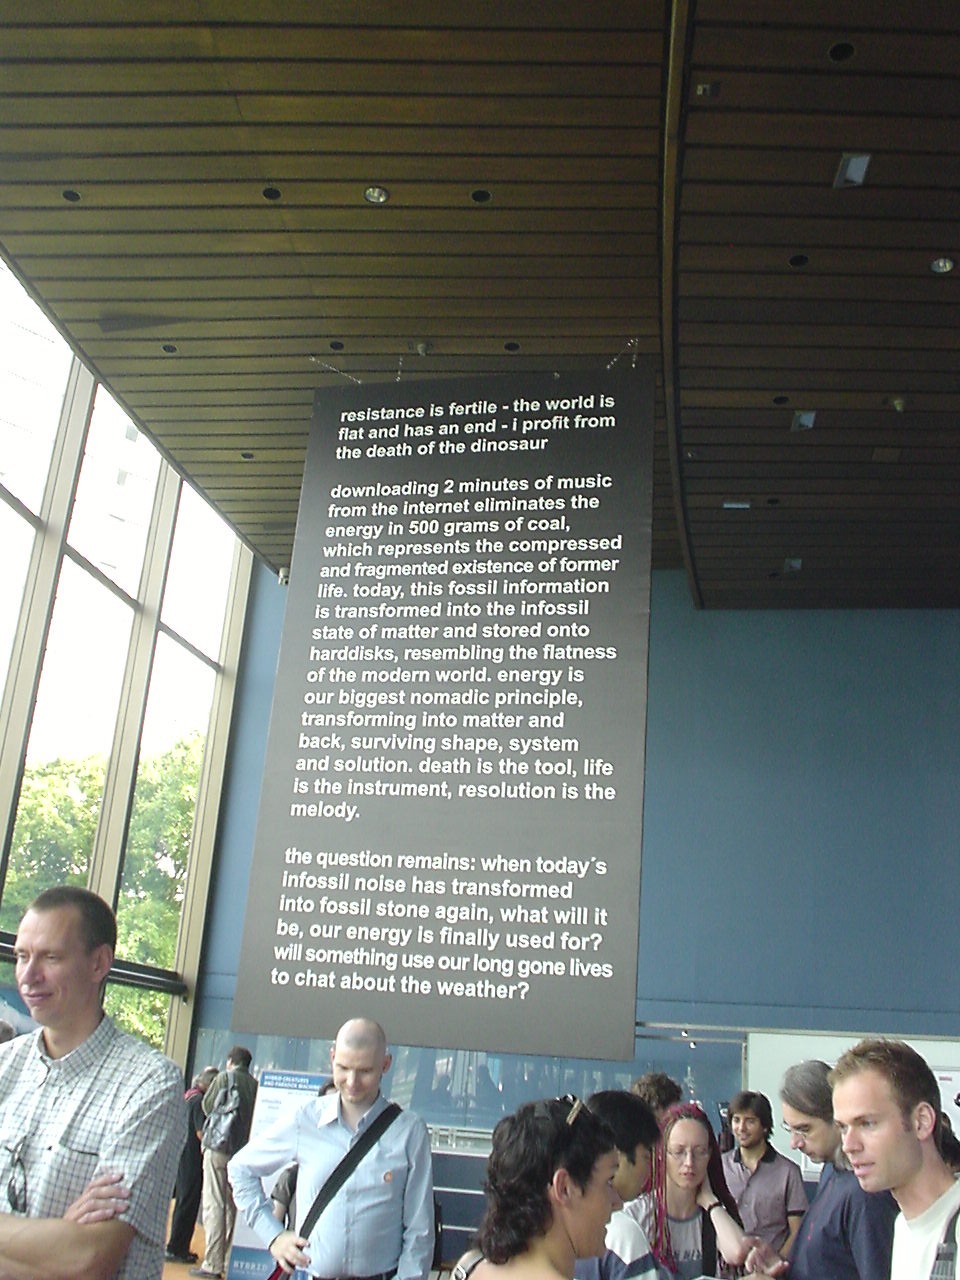 resistance is fertile - the world is
flat and has an end - i profit from
the death of the dinosaur
downloading 2 minutes of music
from the internet eliminates the
energy in 500 grams of coal,
which represents the compressed
and fragmented existence of former
life. today, this fossil information
is transformed into the infossil
state of matter and stored onto
harddisks, resembling the flatness
of the modern world. energy is
our biggest nomadic principle,
transforming into matter and
back, surviving shape, system
and solution. death is the tool, life
is the instrument, resolution is the
melody.
the question remains: when today´s
infossil noise has transformed
into fossil stone again, what will it
be, our energy is finally used for?
will something use our long gone lives
to chat about the weather?
HYBRID CREATURES
AND PARADOX MACHINES
HYBRID